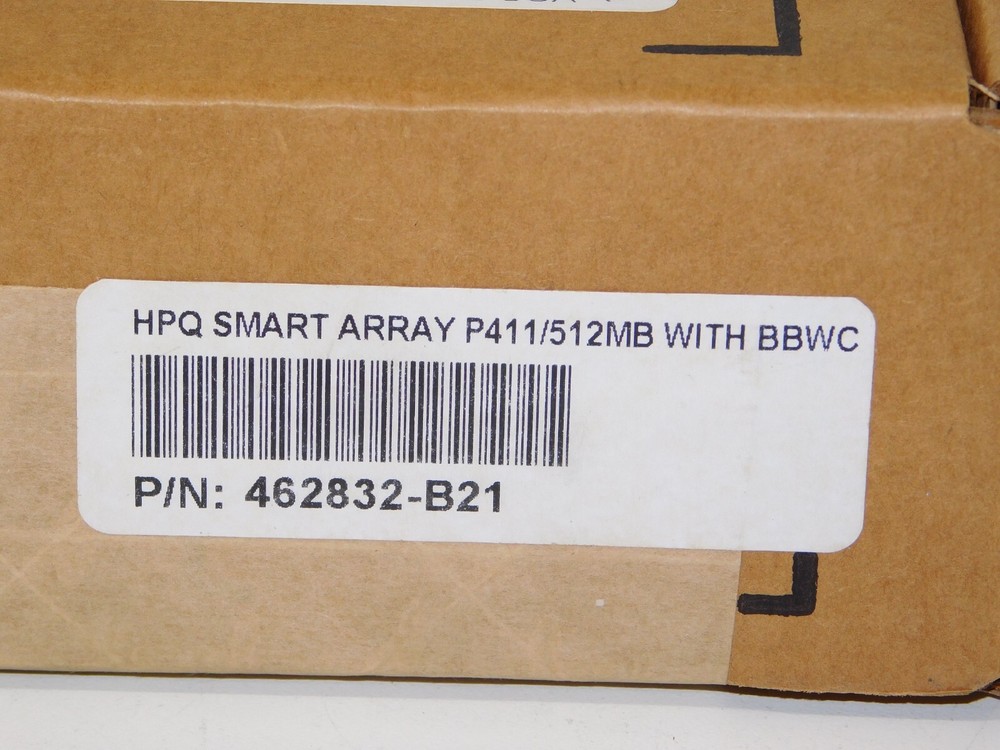 HPQ SMART ARRAY P411/512MB WITH BBWC
P/N: 462832-B21